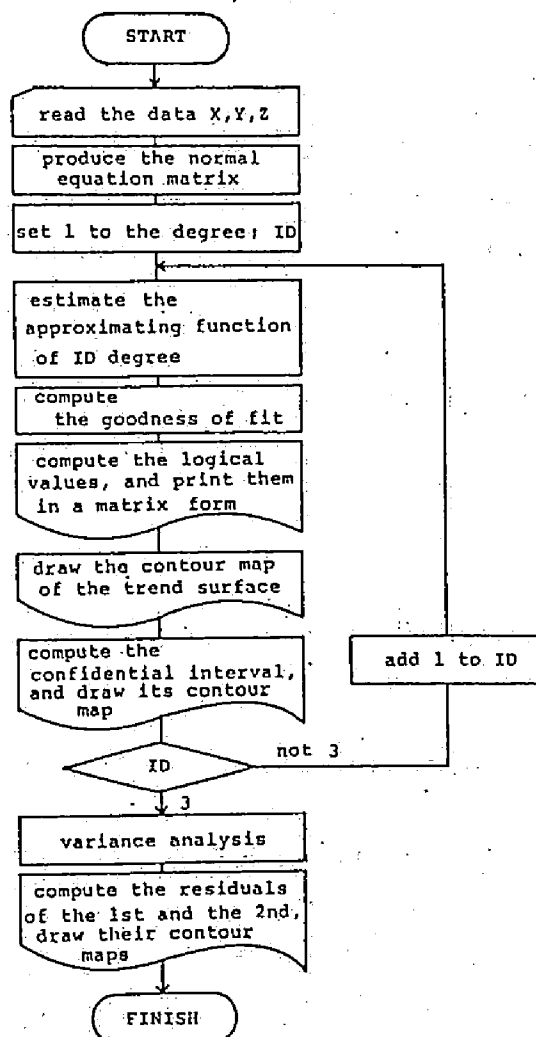 START
read the data X,Y,Z
produce the normal
equation matrix
set 1 to the degree; ID
estimate the
approximating function
of ID degree
compute
the goodness of fit
compute the logical
values, and print them
in a matrix form
draw the contour map
of the trend surface
compute the
confidential interval,
and draw its contour
map
add 1 to ID
not 3
ID
3
variance analysis
compute the residuals
of the 1st and the 2nd,
draw their contour
maps
FINISH